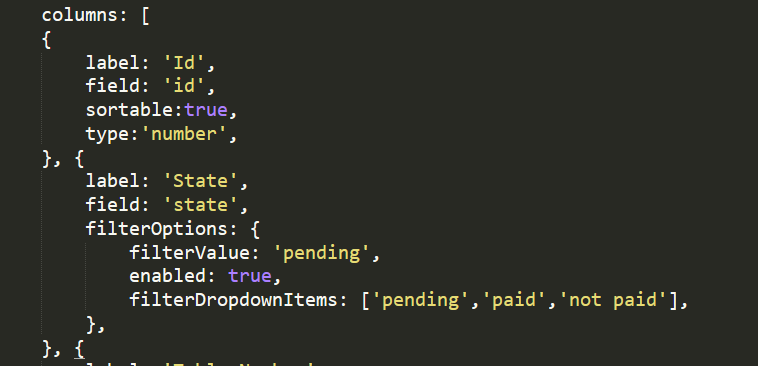 columns: [
{
label: 'Id',
field: 'id',
sortable:true,
type:'number',
}, {
label: 'State',
field: 'state',
filterOptions: {
filterValue: 'pending',
enabled: true,
filterDropdownItems: ['pending','paid','not paid'],
},
}, {